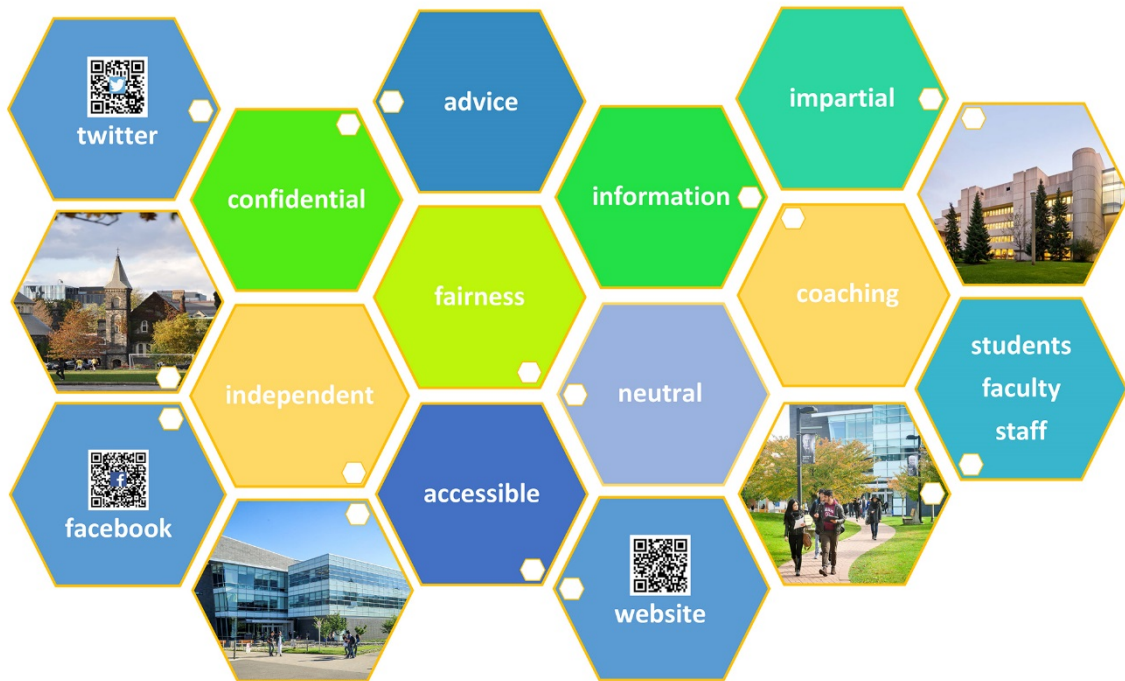 twitter
advice
impartial
confidential
information
fairness
coaching
independent
neutral
students
faculty
staff
accessible
facebook
website